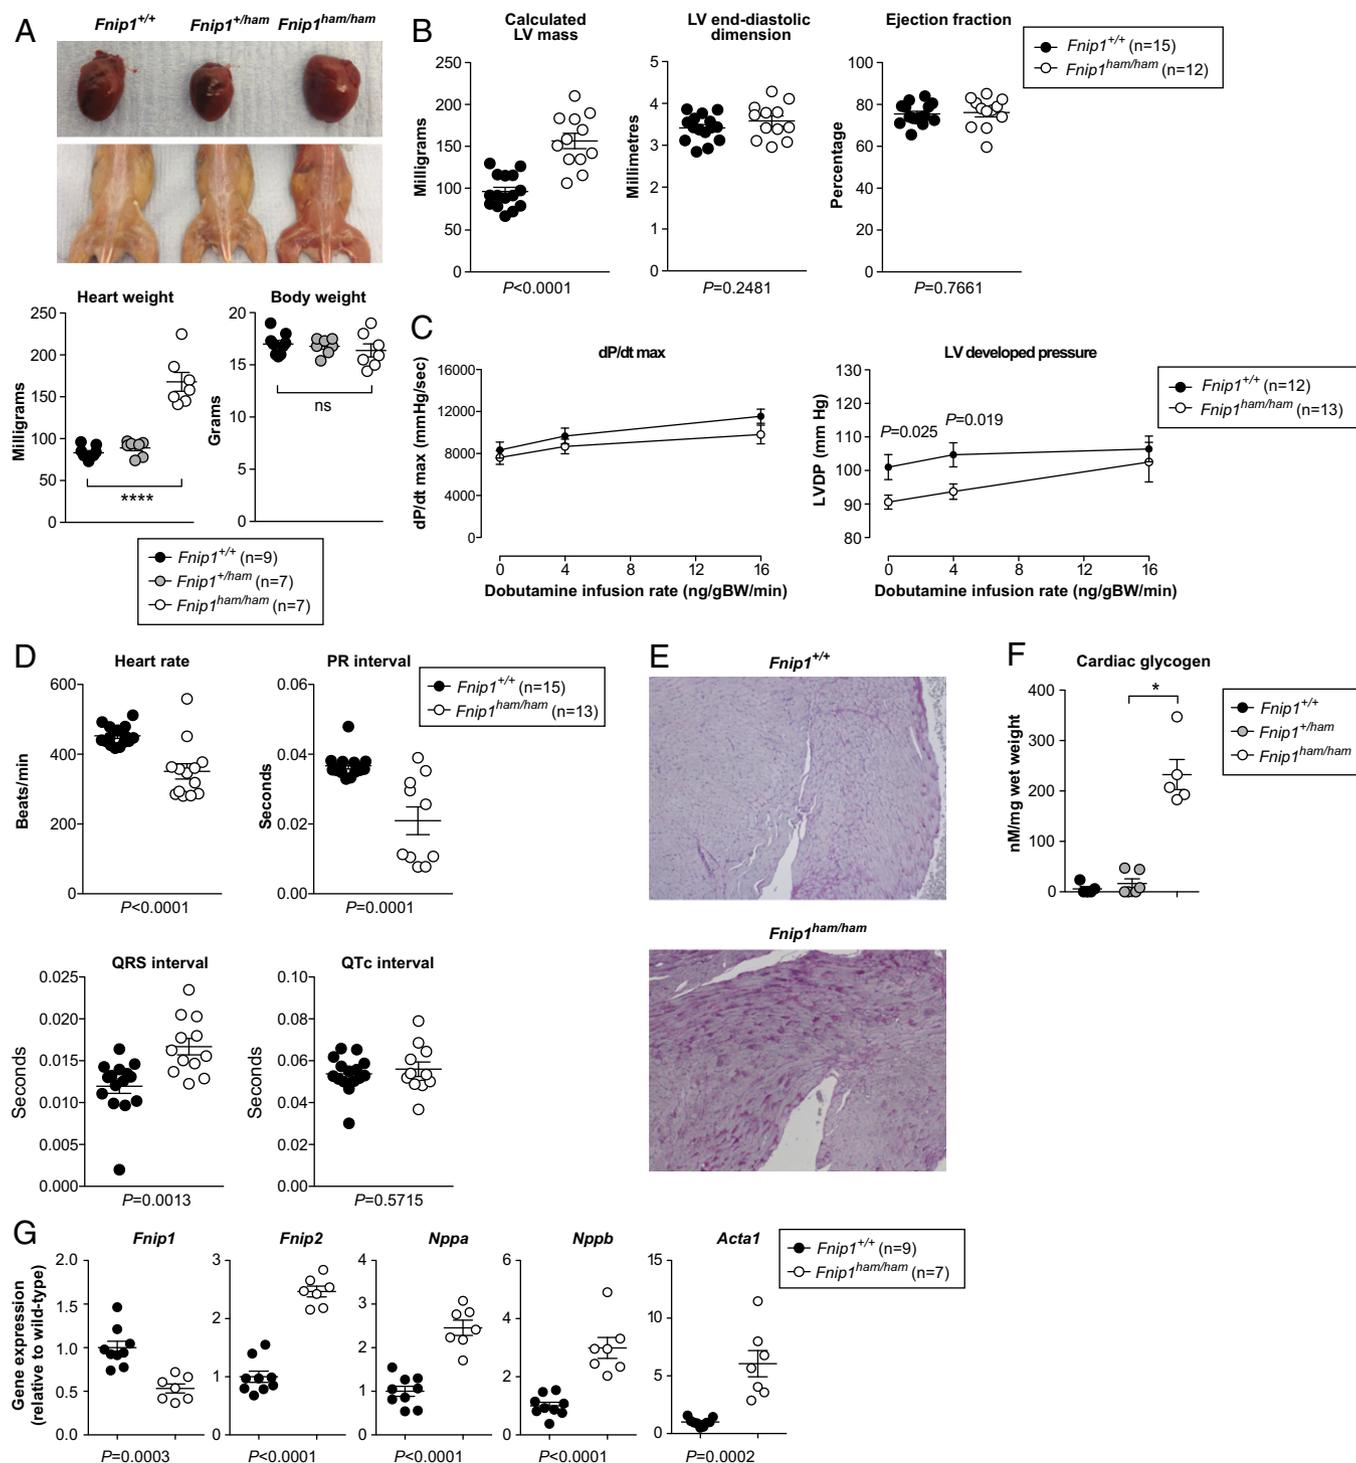 A
Fnip1+/+ Fnip1+/ham Fnip1ham/ham
Heart weight
Milligrams
250
200
150
100
50
0
****
Body weight
Grams
20
15
10
5
0
ns
Fnip1+/+ (n=9)
Fnip1+/ham (n=7)
Fnip1ham/ham (n=7)
B
Calculated
LV mass
Milligrams
250
200
150
100
50
0
P<0.0001
LV end-diastolic
dimension
Millimetres
5
4
3
2
1
0
P=0.2481
Ejection fraction
Percentage
100
80
60
40
20
0
P=0.7661
Fnip1+/+ (n=15)
Fnip1ham/ham (n=12)
C
dP/dt max
dP/dt max (mmHg/sec)
16000
12000
8000
4000
0
0 4 8 12 16
Dobutamine infusion rate (ng/gBW/min)
LV developed pressure
LVDP (mm Hg)
130
120
110
100
90
80
P=0.025
P=0.019
0 4 8 12 16
Dobutamine infusion rate (ng/gBW/min)
Fnip1+/+ (n=12)
Fnip1ham/ham (n=13)
D
Heart rate
Beats/min
600
400
200
0
P<0.0001
PR interval
Seconds
0.06
0.04
0.02
0.00
P=0.0001
Fnip1+/+ (n=15)
Fnip1ham/ham (n=13)
QRS interval
Seconds
0.025
0.020
0.015
0.010
0.005
0.000
P=0.0013
QTc interval
Seconds
0.10
0.08
0.06
0.04
0.02
0.00
P=0.5715
E
Fnip1+/+
Fnip1ham/ham
F
Cardiac glycogen
nM/mg wet weight
400
300
200
100
0
*
Fnip1+/+
Fnip1+/ham
Fnip1ham/ham
G
Gene expression
(relative to wild-type)
Fnip1
2.0
1.5
1.0
0.5
0.0
P=0.0003
Fnip2
3
2
1
0
P<0.0001
Nppa
4
3
2
1
0
P<0.0001
Nppb
6
4
2
0
P<0.0001
Acta1
15
10
5
0
P=0.0002
Fnip1+/+ (n=9)
Fnip1ham/ham (n=7)